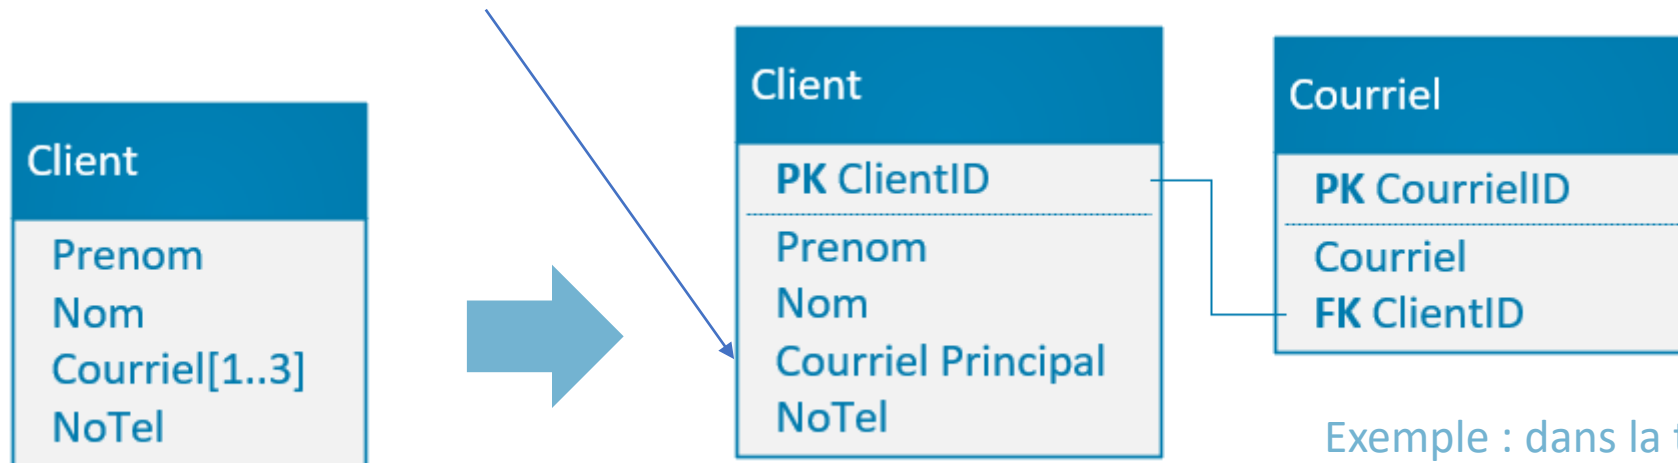 Client
Prenom
Nom
Courriel[1..3]
NoTel
Client
PK ClientID
Prenom
Nom
Courriel Principal
NoTel
Courriel
PK CourrielID
Courriel
FK ClientID
Exemple : dans la